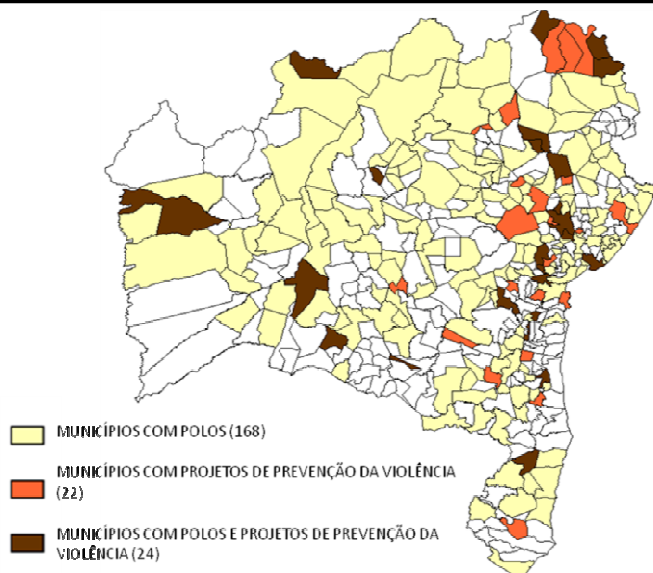 MUNICÍPIOS COM POLOS (168)
MUNICÍPIOS COM PROJETOS DE PREVENÇÃO DA VIOLÊNCIA
(22)
MUNICÍPIOS COM POLOS E PROJETOS DE PREVENÇÃO DA
VIOLÊNCIA (24)